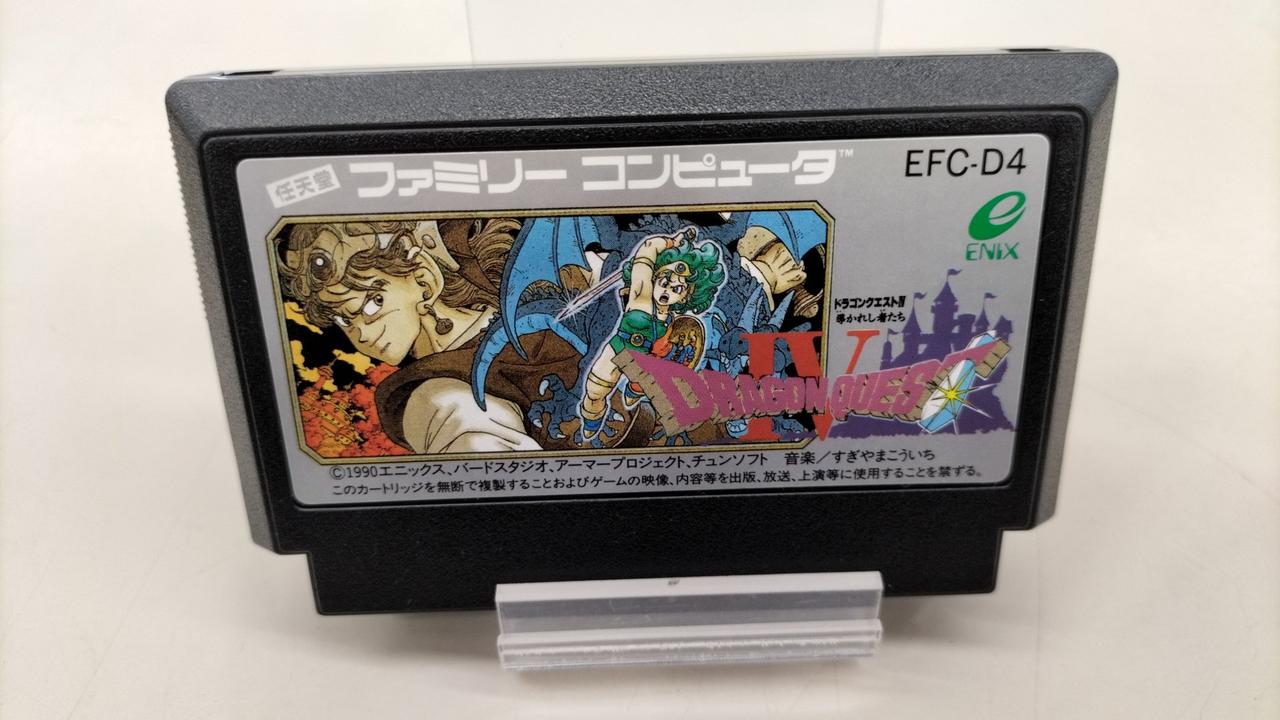 任天堂 ファミリー コンピュータ™
EFC-D4
ENIX
ドラゴンクエストIV
導かれし者たち
IV
DRAGON QUEST
©1990エニックス、バードスタジオ、アーマープロジェクト、チュンソフト 音楽／すぎやまこういち
このカートリッジを無断で複製することおよびゲームの映像、内容等を出版、放送、上演等に使用することを禁ずる。